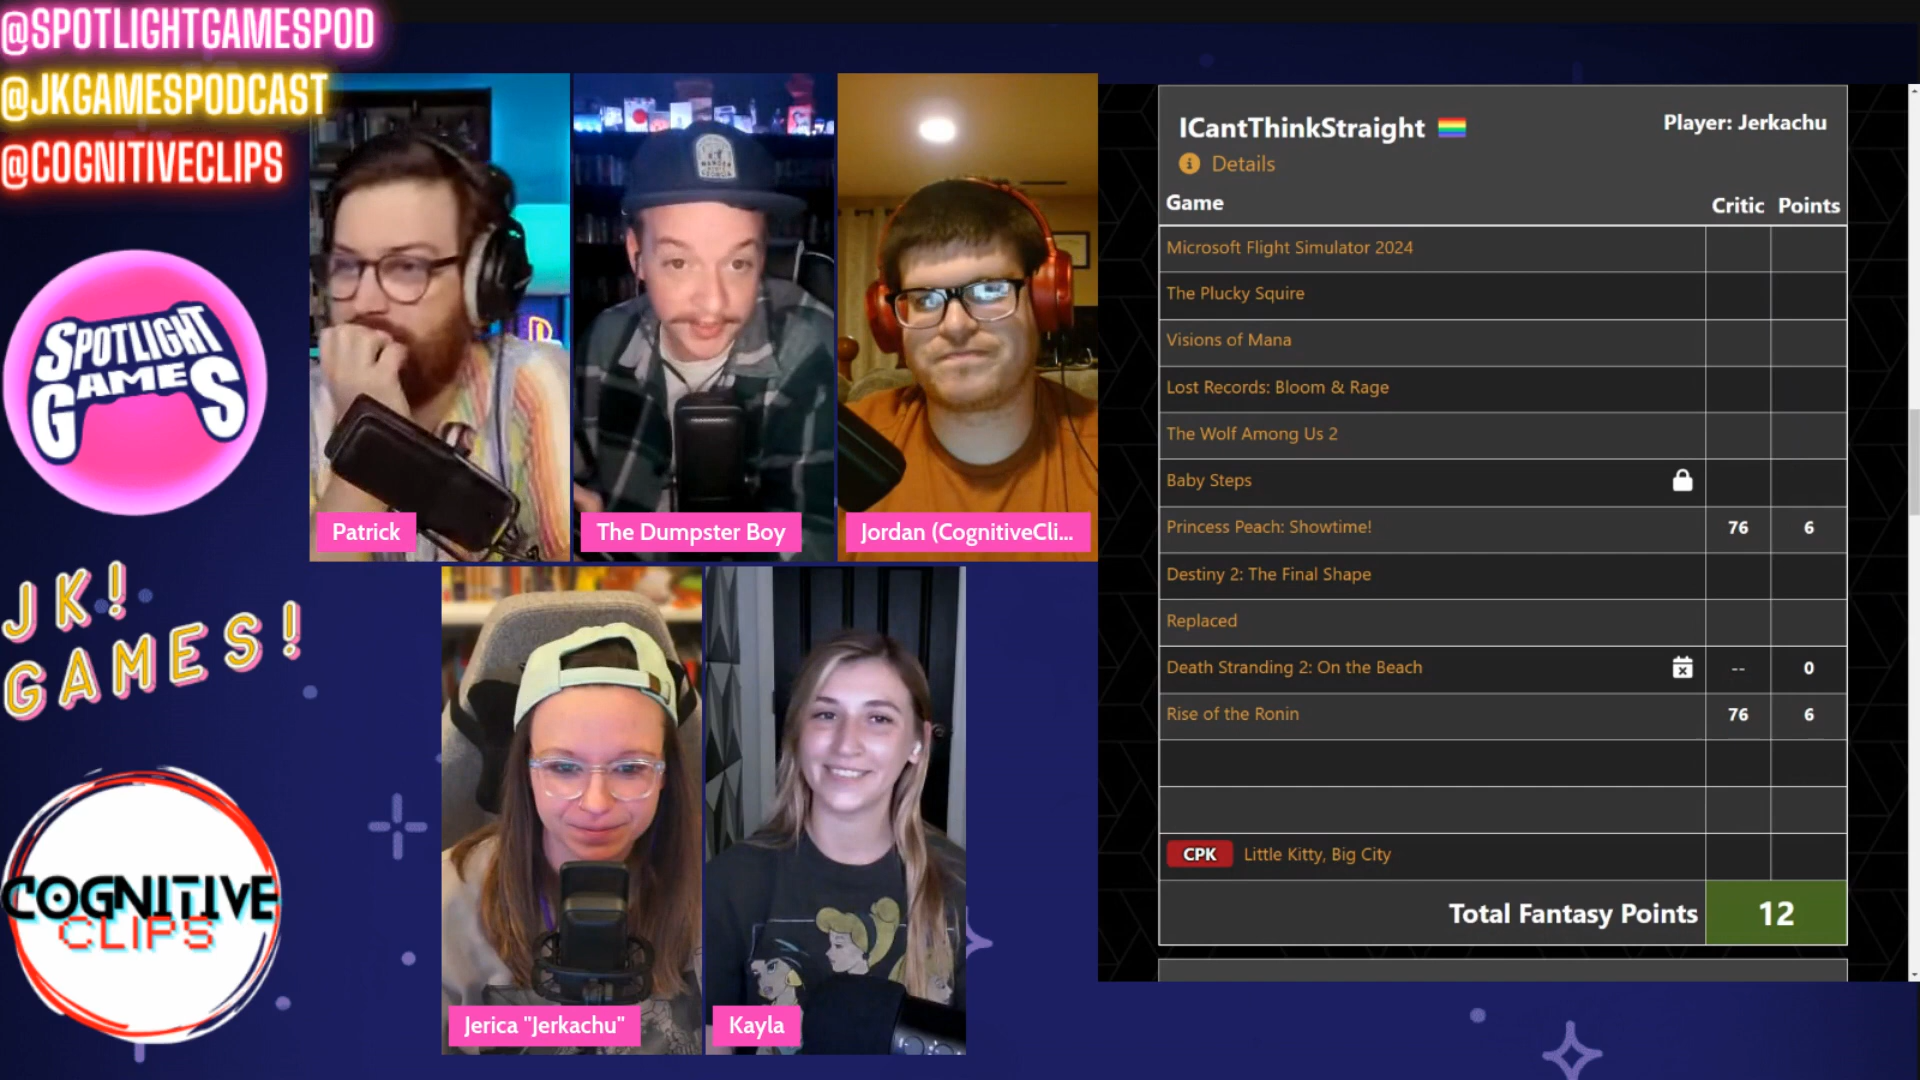 @SPOTLIGHTGAMESPOD
@JKGAMESPODCAST
@COGNITIVECLIPS
SPOTLIGHT
GAMES
JK!
GAMES!
COGNITIVE
CLIPS
Patrick
The Dumpster Boy
Jordan (CognitiveCli...
Jerica "Jerkachu"
Kayla
ICantThinkStraight
Player: Jerkachu
Details
Game Critic Points
Microsoft Flight Simulator 2024
The Plucky Squire
Visions of Mana
Lost Records: Bloom & Rage
The Wolf Among Us 2
Baby Steps
Princess Peach: Showtime! 76 6
Destiny 2: The Final Shape
Replaced
Death Stranding 2: On the Beach -- 0
Rise of the Ronin 76 6
CPK Little Kitty, Big City
Total Fantasy Points 12